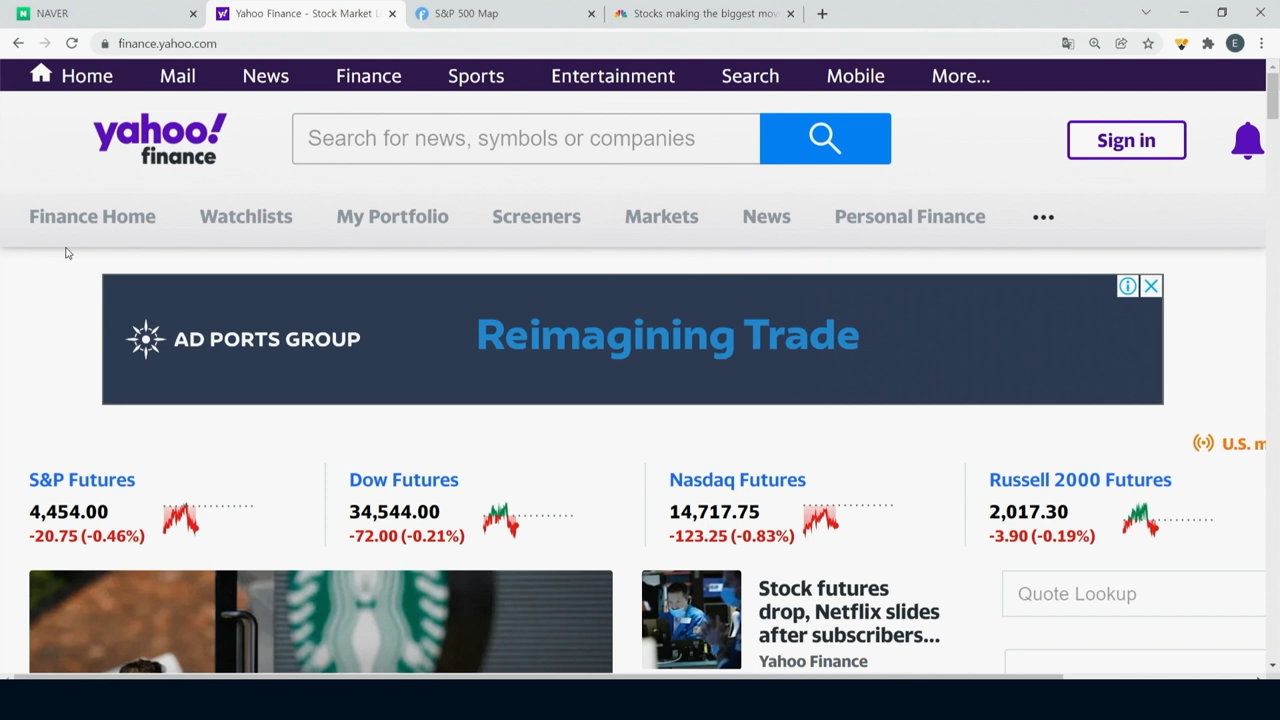 NAVER
Yahoo Finance - Stock Market
S&P 500 Map
Stocks making the biggest mov
finance.yahoo.com
E
Home Mail News Finance Sports Entertainment Search Mobile More...
yahoo!
finance
Search for news, symbols or companies
Sign in
Finance Home Watchlists My Portfolio Screeners Markets News Personal Finance
AD PORTS GROUP
Reimagining Trade
U.S. m
S&P Futures
4,454.00
-20.75 (-0.46%)
Dow Futures
34,544.00
-72.00 (-0.21%)
Nasdaq Futures
14,717.75
-123.25 (-0.83%)
Russell 2000 Futures
2,017.30
-3.90 (-0.19%)
Stock futures
drop, Netflix slides
after subscribers...
Yahoo Finance
Quote Lookup